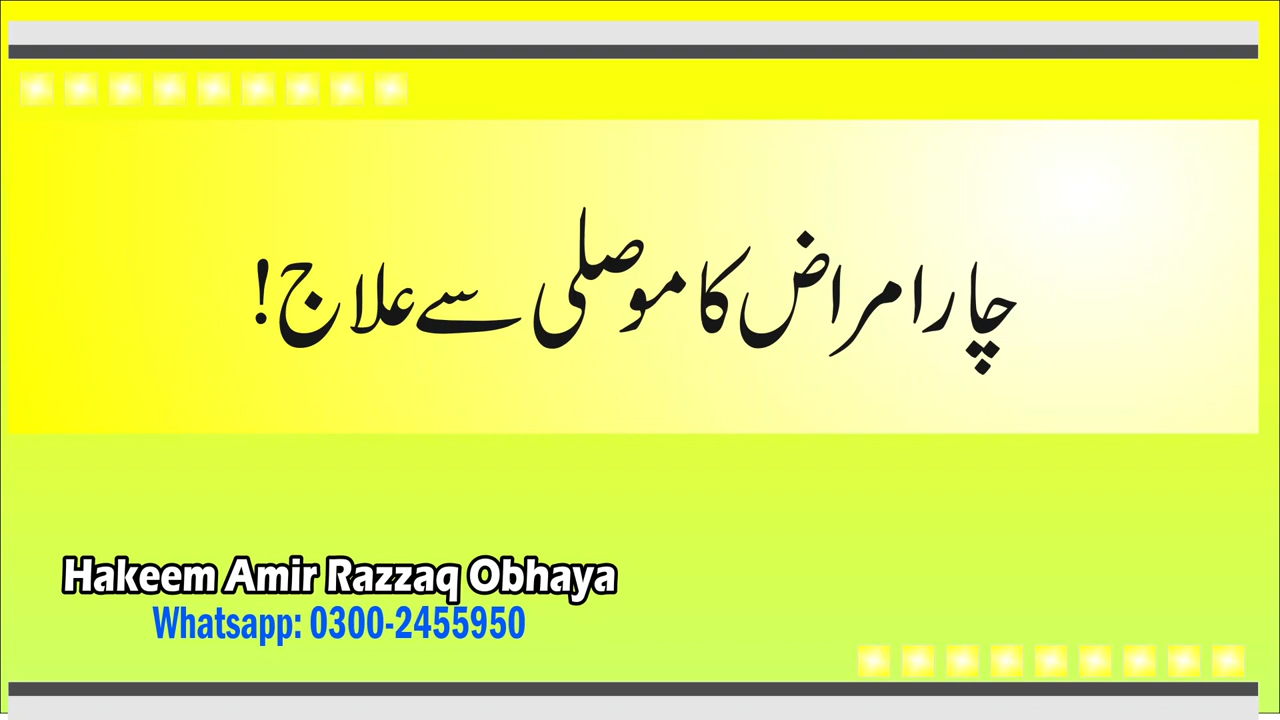 چار امراض کا موصلی سے علاج!
Hakeem Amir Razzaq Obhaya
Whatsapp: 0300-2455950